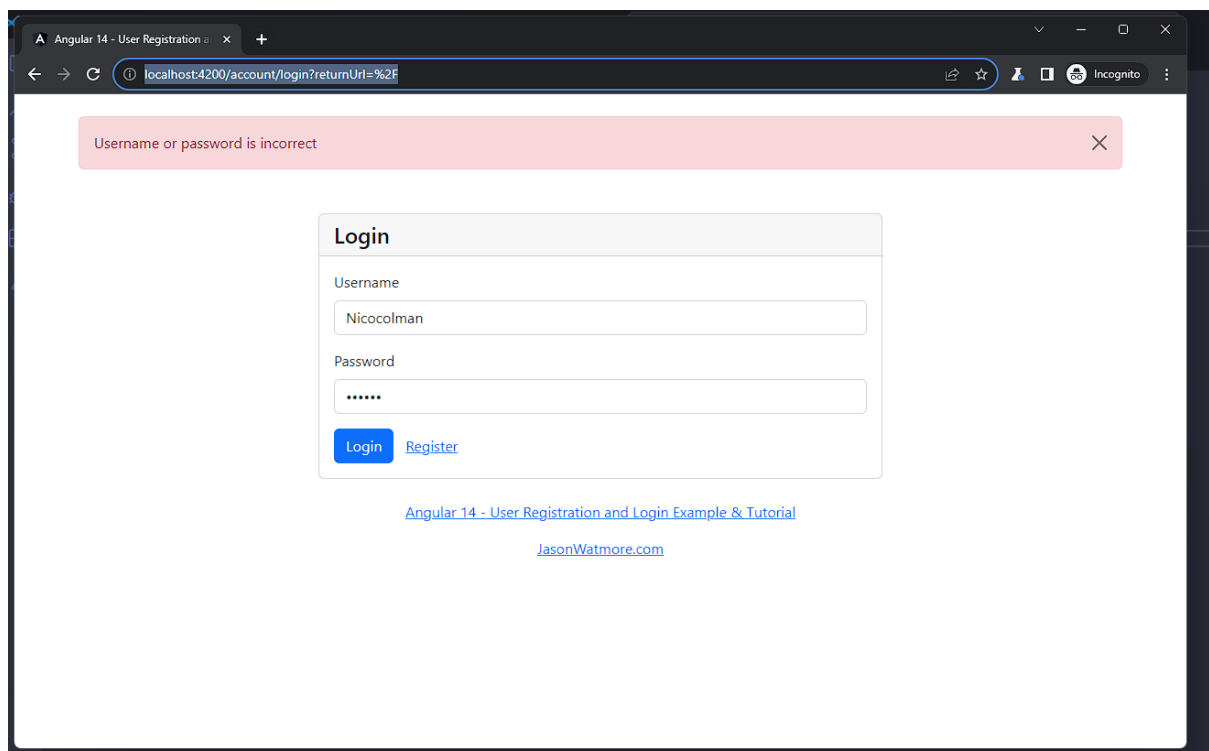 Angular 14 - User Registration a
localhost:4200/account/login?returnUrl=%2F
Incognito
Username or password is incorrect
Login
Username
Nicocolman
Password
••••••
Login Register
Angular 14 - User Registration and Login Example & Tutorial
JasonWatmore.com